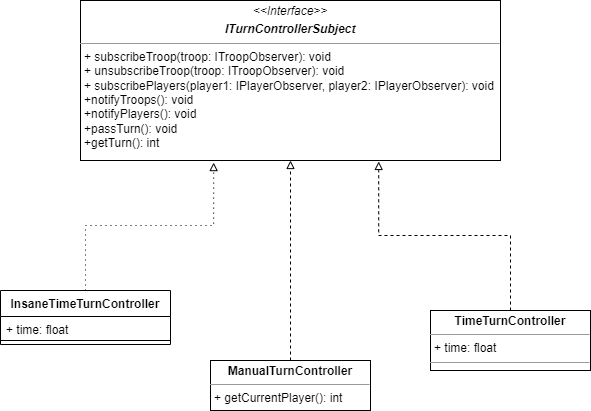 <<Interface>>
ITurnControllerSubject
+ subscribeTroop(troop: ITroopObserver): void
+ unsubscribeTroop(troop: ITroopObserver): void
+ subscribePlayers(player1: IPlayerObserver, player2: IPlayerObserver): void
+notifyTroops(): void
+notifyPlayers(): void
+passTurn(): void
+getTurn(): int
InsaneTimeTurnController
+ time: float
TimeTurnController
+ time: float
ManualTurnController
+ getCurrentPlayer(): int